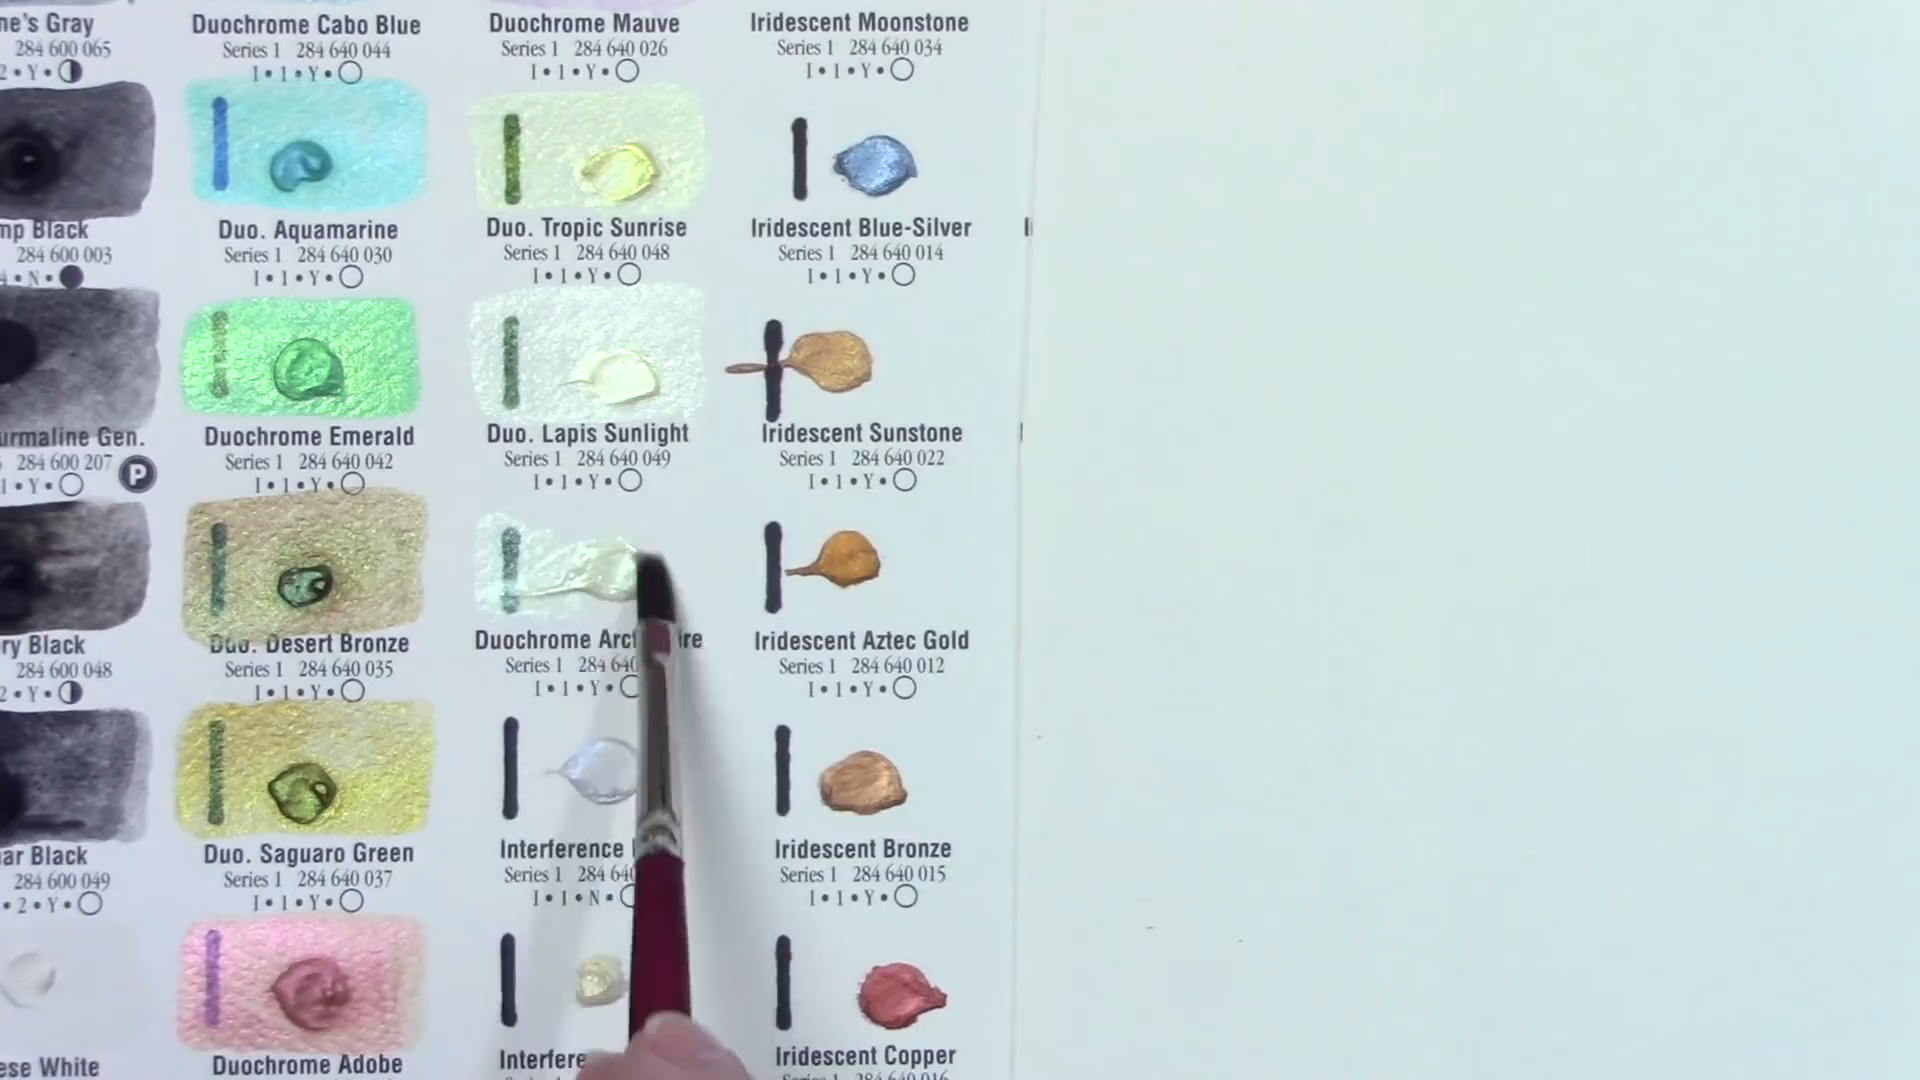 ne's Gray
284 600 065
2 • Y •
mp Black
284 600 003
• N •
urmaline Gen.
284 600 207
P
1 • Y •
ry Black
284 600 048
2 • Y •
ar Black
284 600 049
• 2 • Y •
ese White
Duochrome Cabo Blue
Series 1 284 640 044
I • 1 • Y •
Duo. Aquamarine
Series 1 284 640 030
I • 1 • Y •
Duochrome Emerald
Series 1 284 640 042
I • 1 • Y •
Duo. Desert Bronze
Series 1 284 640 035
I • 1 • Y •
Duo. Saguaro Green
Series 1 284 640 037
I • 1 • Y •
Duochrome Adobe
Duochrome Mauve
Series 1 284 640 026
I • 1 • Y •
Duo. Tropic Sunrise
Series 1 284 640 048
I • 1 • Y •
Duo. Lapis Sunlight
Series 1 284 640 049
I • 1 • Y •
Duochrome Arct re
Series 1 284 640
I • 1 • Y •
Interference
Series 1 284 640
I • 1 • N •
Interfere
Iridescent Moonstone
Series 1 284 640 034
I • 1 • Y •
Iridescent Blue-Silver
Series 1 284 640 014
I • 1 • Y •
Iridescent Sunstone
Series 1 284 640 022
I • 1 • Y •
Iridescent Aztec Gold
Series 1 284 640 012
I • 1 • Y •
Iridescent Bronze
Series 1 284 640 015
I • 1 • Y •
Iridescent Copper
Series 1 284 640 016